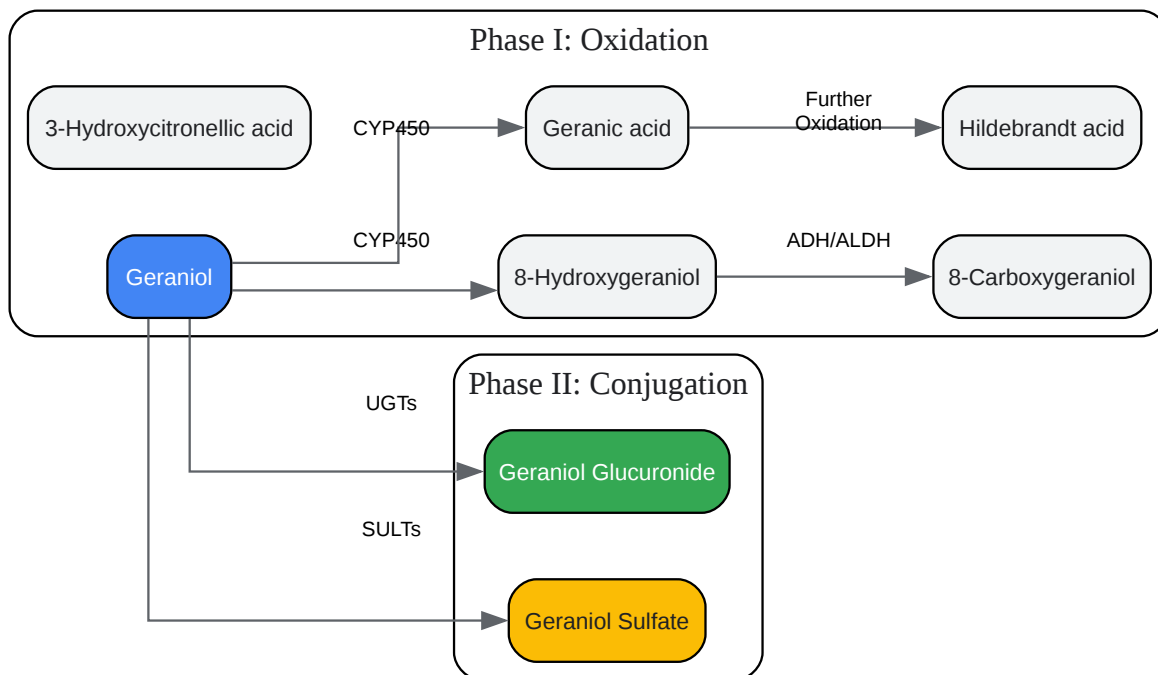 Phase I: Oxidation
3-Hydroxycitronellic acid
CYP450
Geranic acid
Further
Oxidation
Hildebrandt acid
Geraniol
CYP450
8-Hydroxygeraniol
ADH/ALDH
8-Carboxygeraniol
Phase II: Conjugation
UGTs
Geraniol Glucuronide
SULTs
Geraniol Sulfate